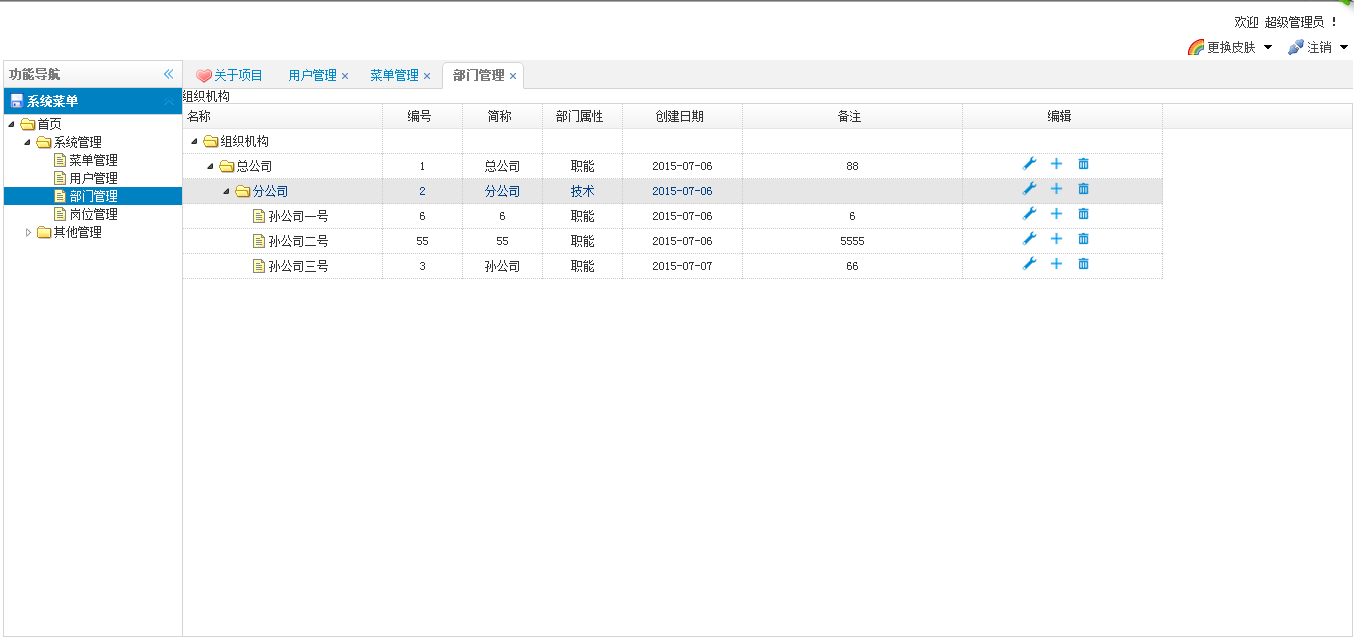 欢迎 超级管理员 !
更换皮肤 注销
功能导航
关于项目 用户管理 菜单管理 部门管理
系统菜单
首页
系统管理
菜单管理
用户管理
部门管理
岗位管理
其他管理
组织机构
名称 编号 简称 部门属性 创建日期 备注 编辑
组织机构
总公司 1 总公司 职能 2015-07-06 88
分公司 2 分公司 技术 2015-07-06
孙公司一号 6 6 职能 2015-07-06 6
孙公司二号 55 55 职能 2015-07-06 5555
孙公司三号 3 孙公司 职能 2015-07-07 66